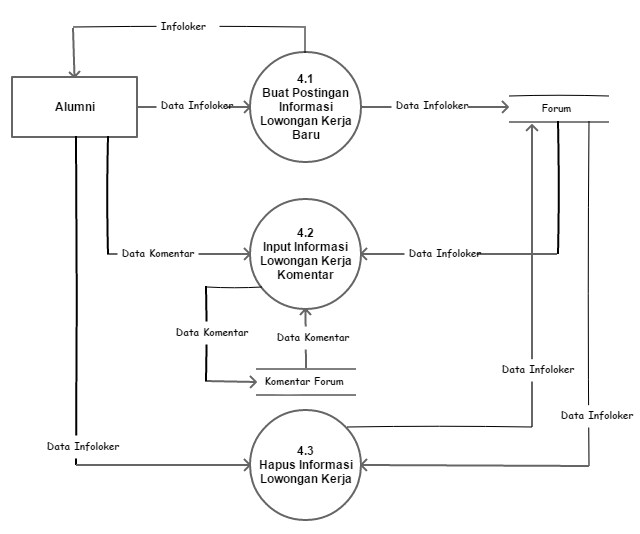 Infoloker
4.1
Buat Postingan
Informasi
Lowongan Kerja
Baru
Alumni
Data Infoloker
Data Infoloker
Forum
4.2
Input Informasi
Lowongan Kerja
Komentar
Data Komentar
Data Infoloker
Data Komentar
Data Komentar
Komentar Forum
Data Infoloker
Data Infoloker
Data Infoloker
4.3
Hapus Informasi
Lowongan Kerja